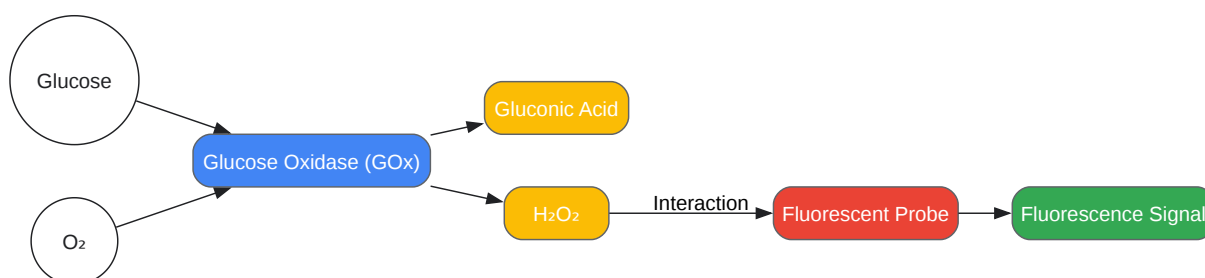 Glucose
Gluconic Acid
Glucose Oxidase (GOx)
Interaction
H₂O₂
Fluorescent Probe
Fluorescence Signal
O₂